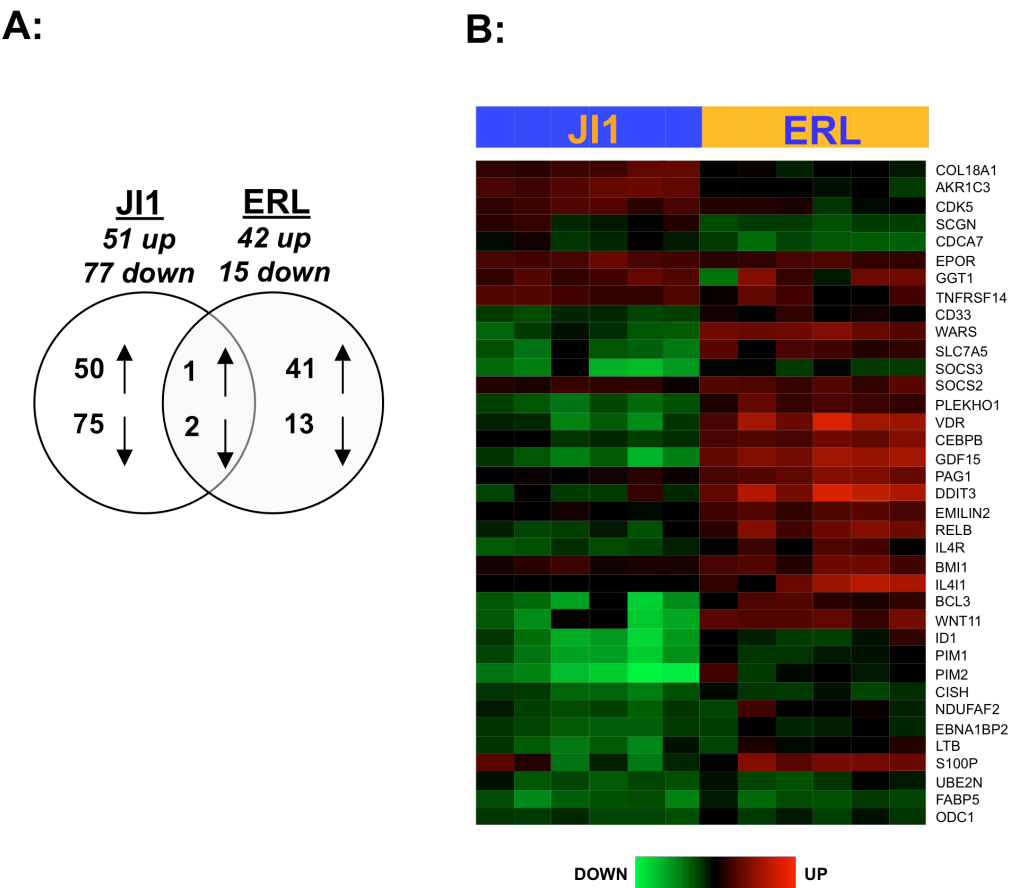 A:
B:
JI1 ERL
51 up 42 up
77 down 15 down
50 1 41
75 2 13
JI1 ERL
COL18A1
AKR1C3
CDK5
SCGN
CDCA7
EPOR
GGT1
TNFRSF14
CD33
WARS
SLC7A5
SOCS3
SOCS2
PLEKHO1
VDR
CEBPB
GDF15
PAG1
DDIT3
EMILIN2
RELB
IL4R
BMI1
IL4I1
BCL3
WNT11
ID1
PIM1
PIM2
CISH
NDUFAF2
EBNA1BP2
LTB
S100P
UBE2N
FABP5
ODC1
DOWN UP